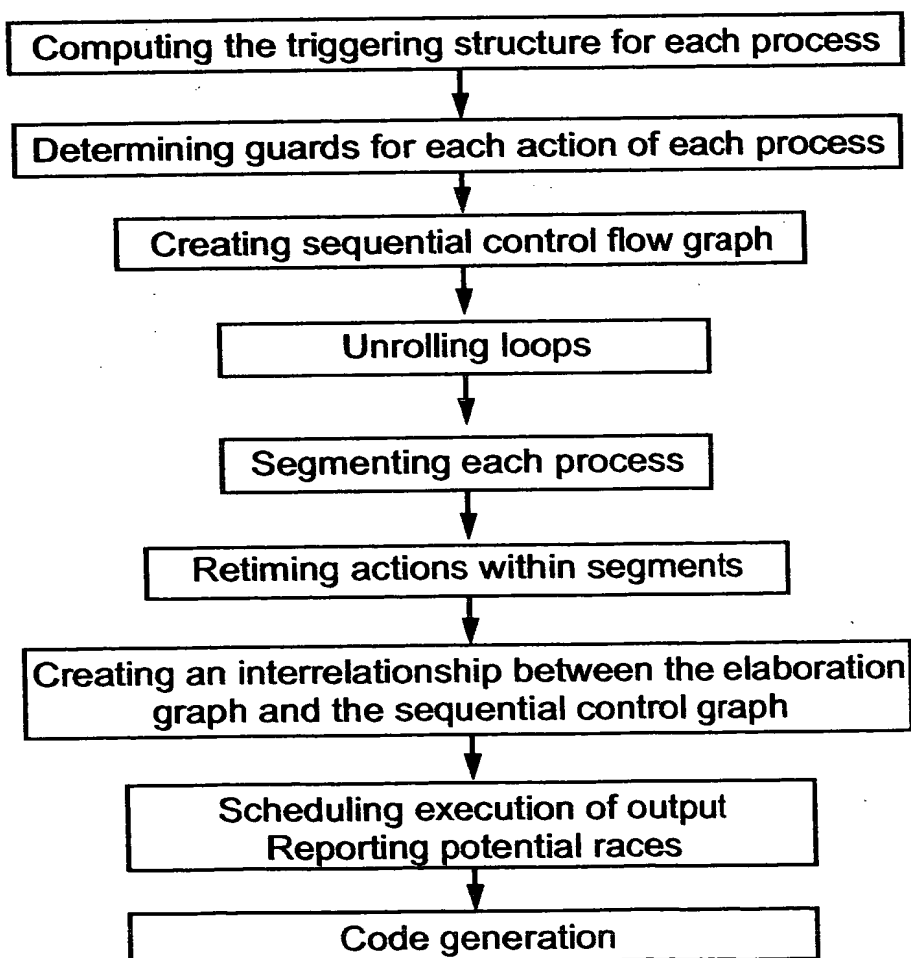 Computing the triggering structure for each process
Determining guards for each action of each process
Creating sequential control flow graph
Unrolling loops
Segmenting each process
Retiming actions within segments
Creating an interrelationship between the elaboration
graph and the sequential control graph
Scheduling execution of output
Reporting potential races
Code generation